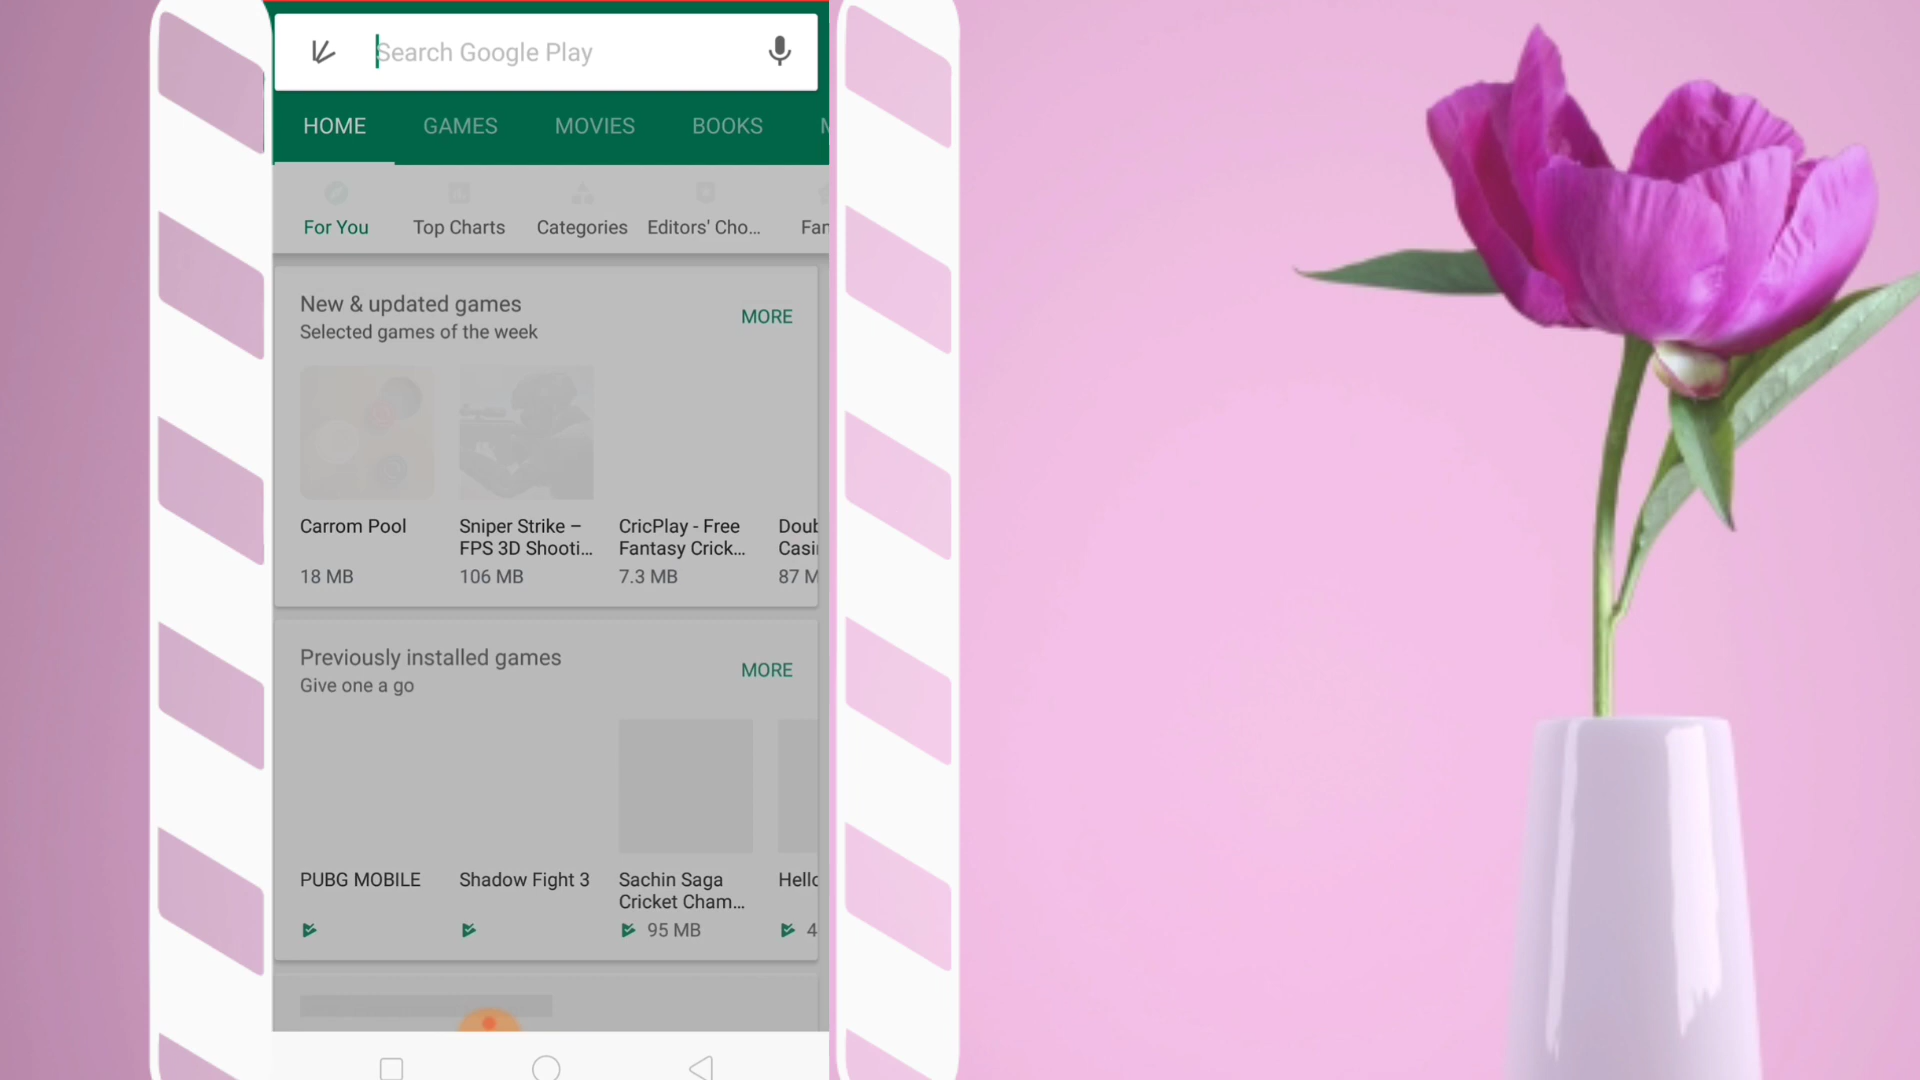 Search Google Play
HOME GAMES MOVIES BOOKS
For You Top Charts Categories Editors' Cho...
New & updated games
MORE
Selected games of the week
Carrom Pool
Sniper Strike –
FPS 3D Shooti...
CricPlay - Free
Fantasy Crick...
18 MB
106 MB
7.3 MB
87 M
Previously installed games
MORE
Give one a go
PUBG MOBILE
Shadow Fight 3
Sachin Saga
Cricket Cham...
95 MB
4